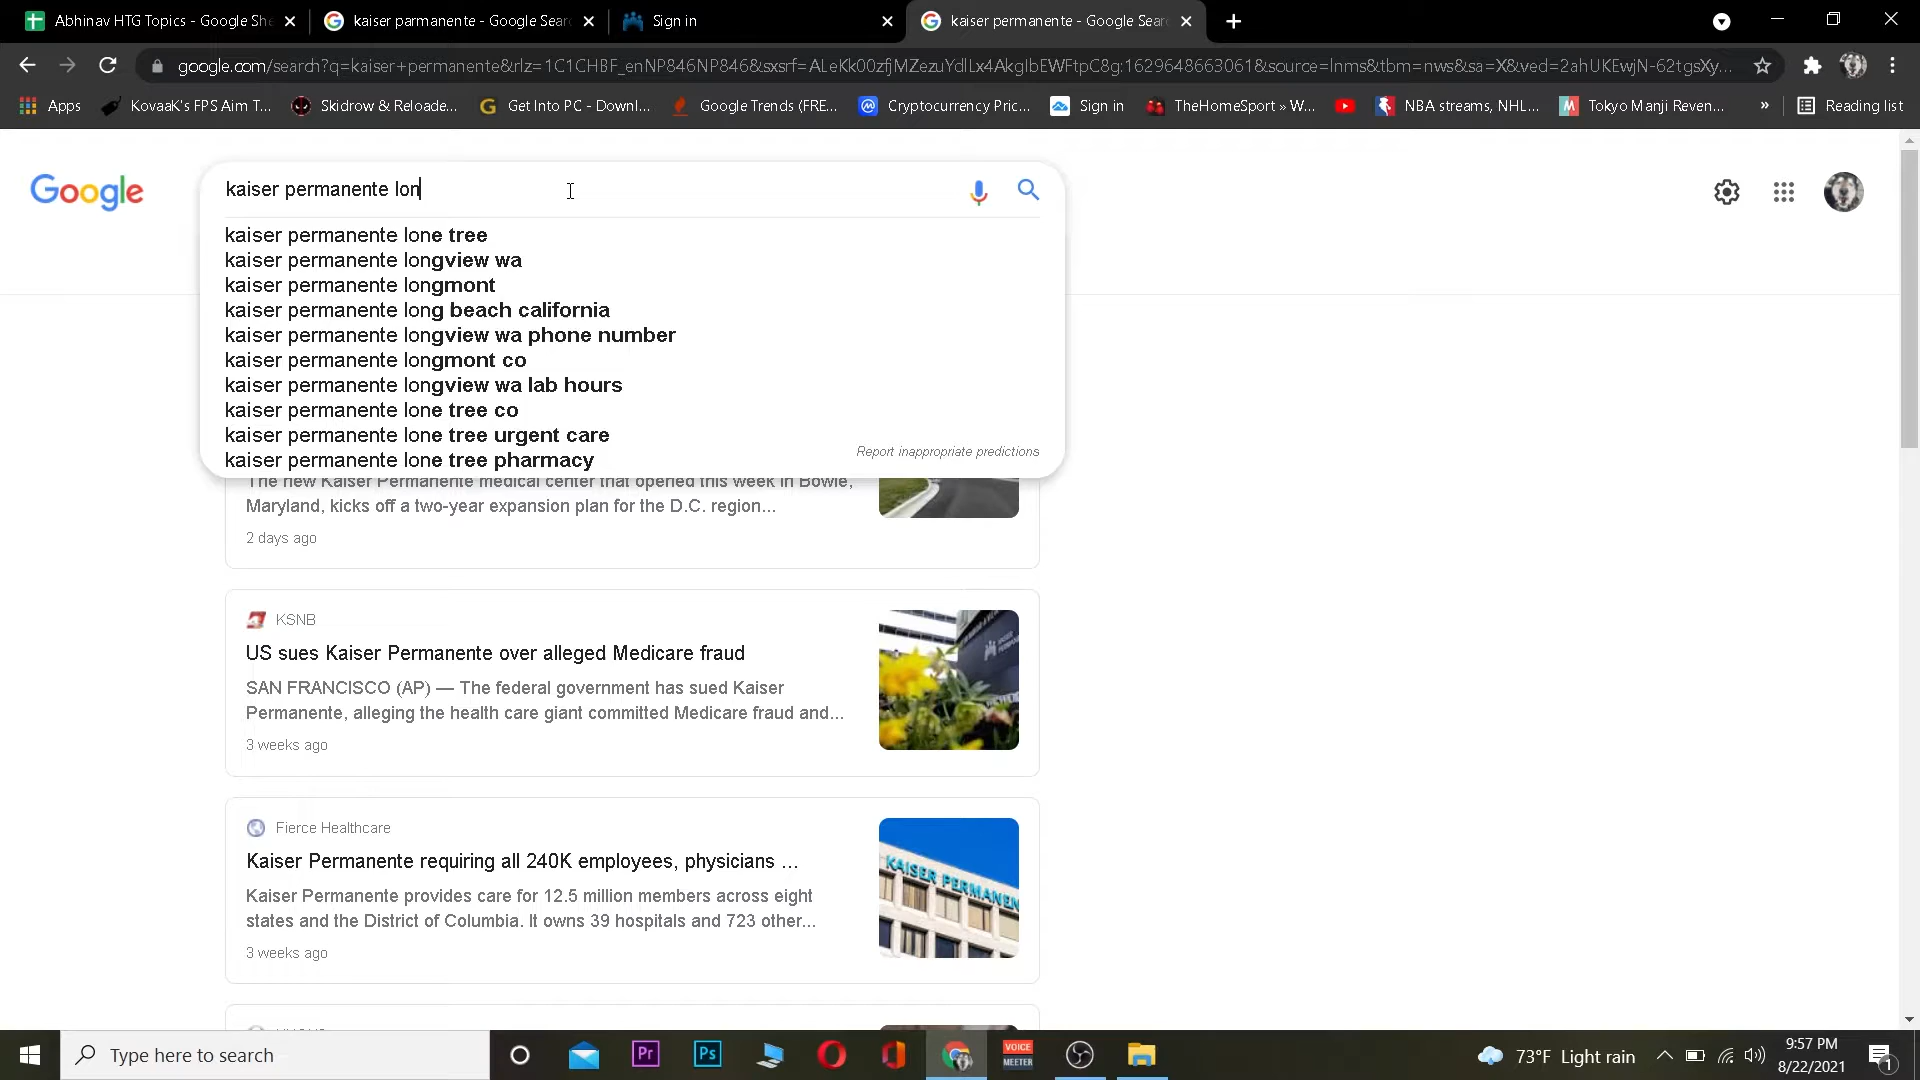 Abhinav HTG Topics - Google She
kaiser parmanente - Google Sear
Sign in
kaiser permanente - Google Sear
google.com/search?q=kaiser+permanente&rlz=1C1CHBF_enNP846NP846&sxsrf=ALeKk00zfjMZezuYdlLx4AkgIbEWFtpC8g:1629648663061&source=lnms&tbm=nws&sa=X&ved=2ahUKEwjN-62tgsXy...
Apps
KovaaK's FPS Aim T...
Skidrow & Reloade...
Get Into PC - Downl...
Google Trends (FRE...
Cryptocurrency Pric...
Sign in
TheHomeSport » W...
NBA streams, NHL...
Tokyo Manji Reven...
»
Reading list
Google
kaiser permanente lon
kaiser permanente lone tree
kaiser permanente longview wa
kaiser permanente longmont
kaiser permanente long beach california
kaiser permanente longview wa phone number
kaiser permanente longmont co
kaiser permanente longview wa lab hours
kaiser permanente lone tree co
kaiser permanente lone tree urgent care
kaiser permanente lone tree pharmacy
Report inappropriate predictions
The new Kaiser Permanente medical center that opened this week in Bowie,
Maryland, kicks off a two-year expansion plan for the D.C. region...
2 days ago
KSNB
US sues Kaiser Permanente over alleged Medicare fraud
SAN FRANCISCO (AP) — The federal government has sued Kaiser
Permanente, alleging the health care giant committed Medicare fraud and...
3 weeks ago
Fierce Healthcare
Kaiser Permanente requiring all 240K employees, physicians ...
Kaiser Permanente provides care for 12.5 million members across eight
states and the District of Columbia. It owns 39 hospitals and 723 other...
3 weeks ago
KAISER PERMANEN
Type here to search
Pr
Ps
VOICE
MEETER
73°F Light rain
9:57 PM
8/22/2021
1